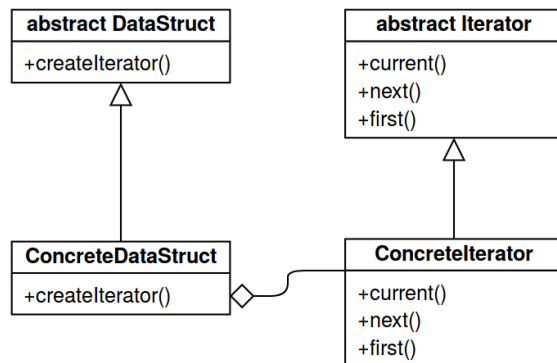 abstract DataStruct
+createIterator()
abstract Iterator
+current()
+next()
+first()
ConcreteDataStruct
+createIterator()
ConcreteIterator
+current()
+next()
+first()